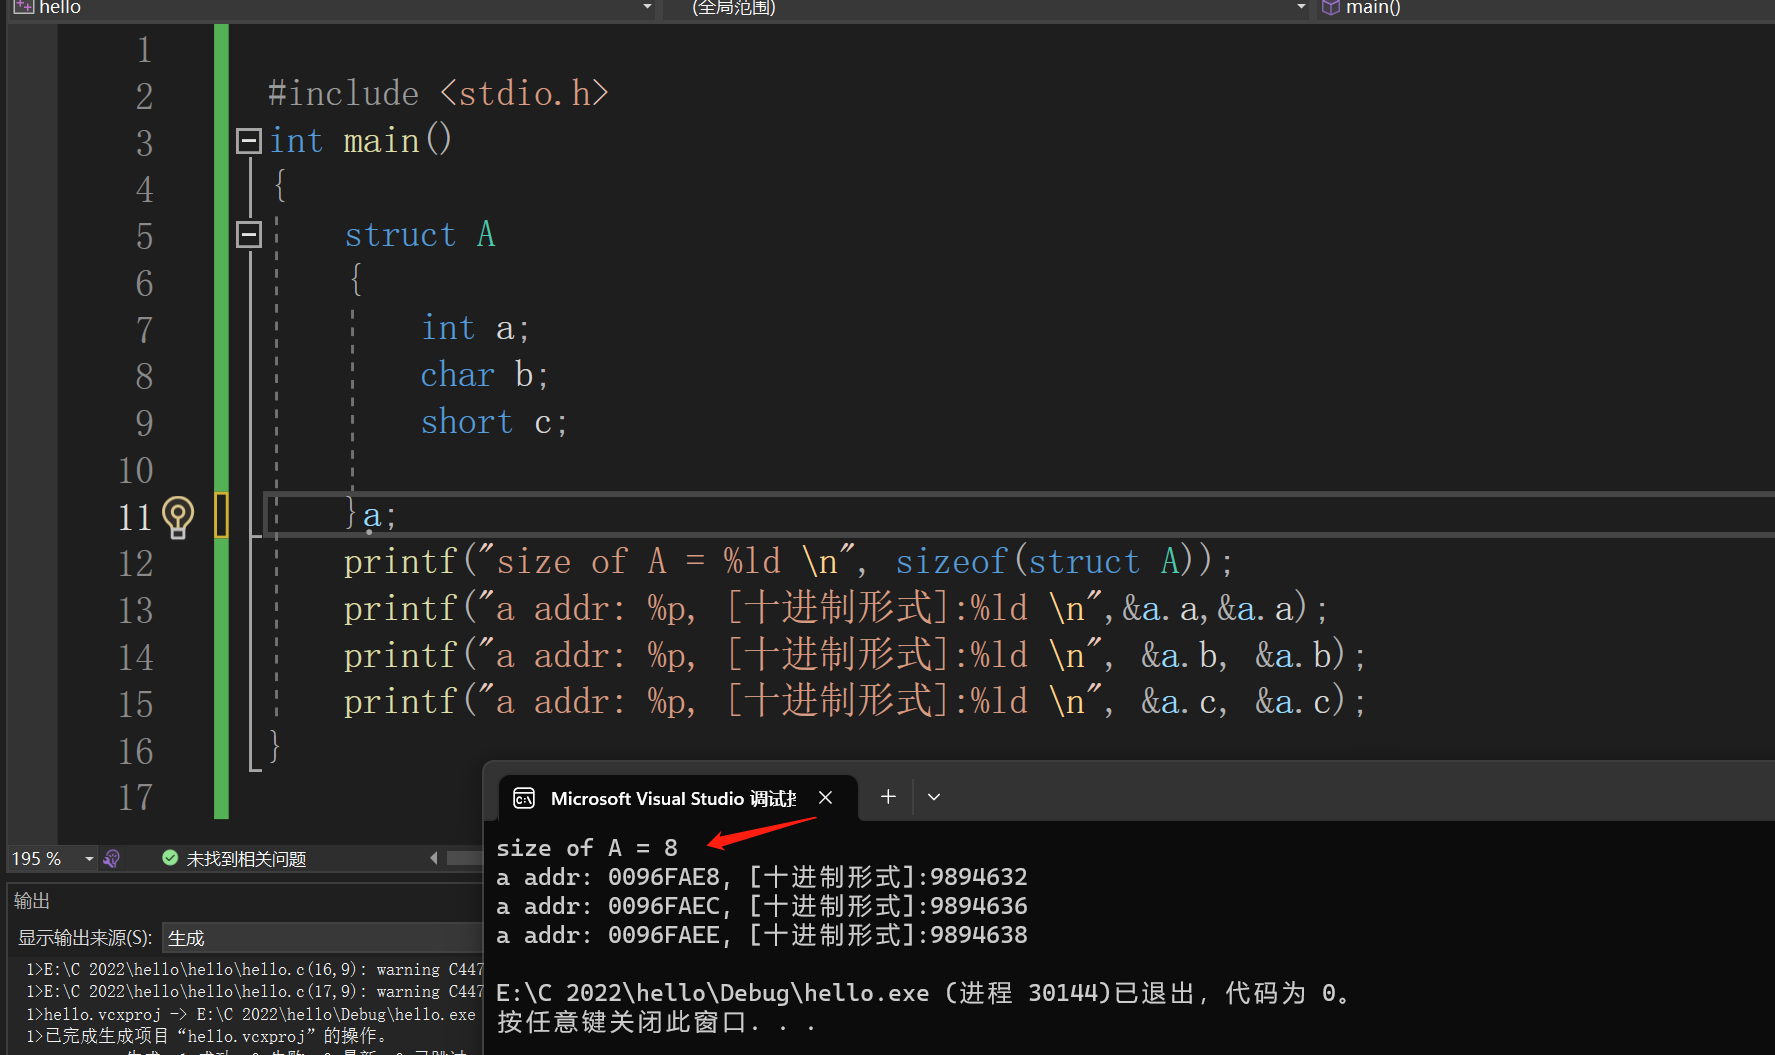 hello (全局范围) main()
1
2 #include <stdio.h>
3 int main()
4 {
5 struct A
6 {
7 int a;
8 char b;
9 short c;
10
11 }a;
12 printf("size of A = %ld \n", sizeof(struct A));
13 printf("a addr: %p, [十进制形式]:%ld \n",&a.a,&a.a);
14 printf("a addr: %p, [十进制形式]:%ld \n", &a.b, &a.b);
15 printf("a addr: %p, [十进制形式]:%ld \n", &a.c, &a.c);
16 }
17
195 % 未找到相关问题
输出
显示输出来源(S): 生成
1>E:\C 2022\hello\hello\hello.c(16,9): warning C447
1>E:\C 2022\hello\hello\hello.c(17,9): warning C447
1>hello.vcxproj -> E:\C 2022\hello\Debug\hello.exe
1>已完成生成项目“hello.vcxproj”的操作。
Microsoft Visual Studio 调试
size of A = 8
a addr: 0096FAE8, [十进制形式]:9894632
a addr: 0096FAEC, [十进制形式]:9894636
a addr: 0096FAEE, [十进制形式]:9894638
E:\C 2022\hello\Debug\hello.exe (进程 30144)已退出，代码为 0。
按任意键关闭此窗口. . .